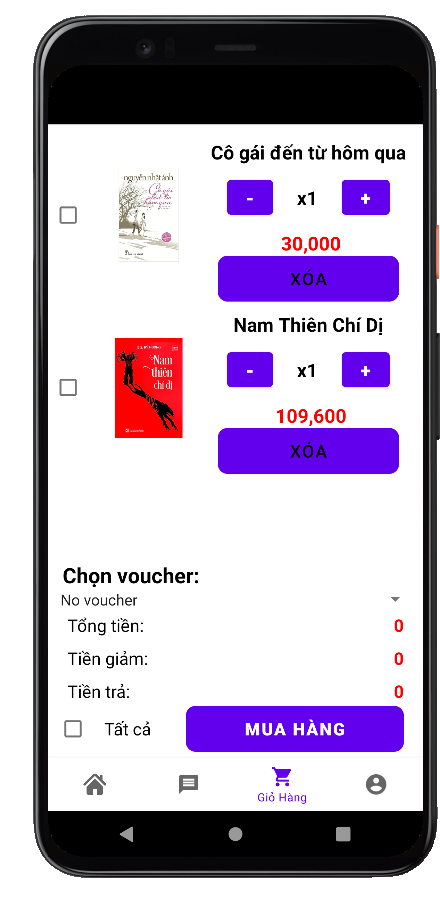 Cô gái đến từ hôm qua
nguyễn nhật ánh
- x1 +
30,000
XÓA
Nam Thiên Chí Dị
Nam
thiên
chí dị
- x1 +
109,600
XÓA
Chọn voucher:
No voucher
Tổng tiền: 0
Tiền giảm: 0
Tiền trả: 0
Tất cả
MUA HÀNG
Giỏ Hàng